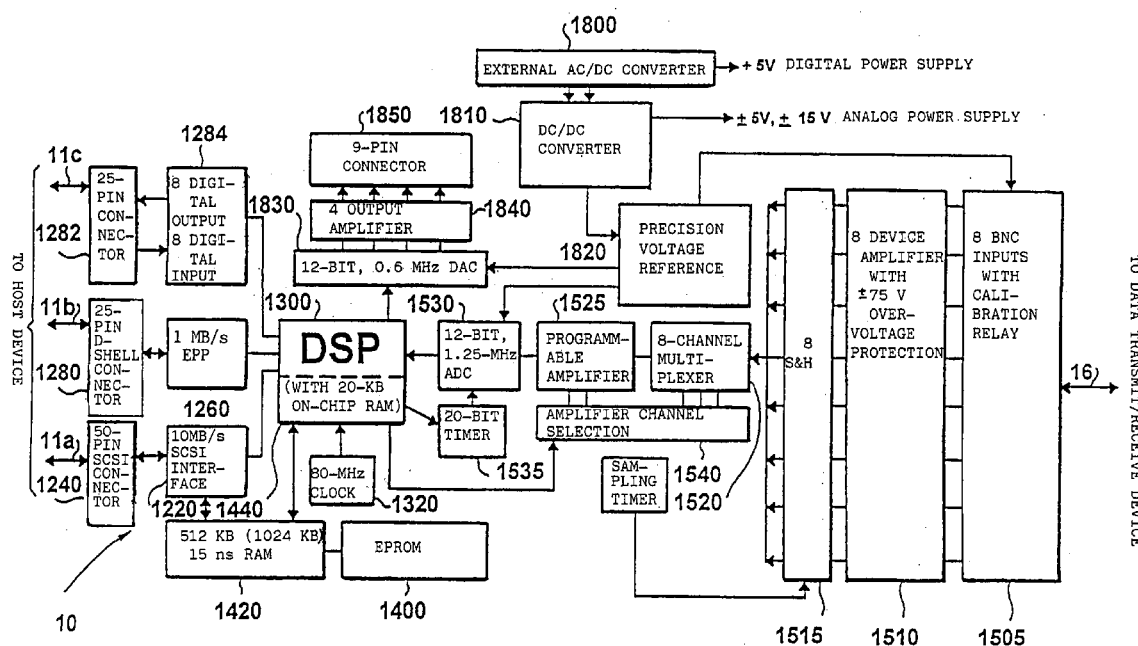 1800
EXTERNAL AC/DC CONVERTER
+5V DIGITAL POWER SUPPLY
1810
DC/DC
CONVERTER
± 5V, ± 15 V ANALOG POWER SUPPLY
1850
9-PIN
CONNECTOR
1284
11c
25-
PIN
CON-
NEC-
TOR
8 DIGI-
TAL
OUTPUT
8 DIGI-
TAL
INPUT
1282
1830
4 OUTPUT
AMPLIFIER
1840
12-BIT, 0.6 MHz DAC
1820
PRECISION
VOLTAGE
REFERENCE
TO HOST DEVICE
11b
25-
PIN
D-
SHELL
CON-
NEC-
TOR
1 MB/s
EPP
1280
1260
1300
DSP
(WITH 20-KB
ON-CHIP RAM)
1530
12-BIT,
1.25-MHz
ADC
1525
PROGRAMM-
ABLE
AMPLIFIER
8-CHANNEL
MULTI-
PLEXER
20-BIT
TIMER
1535
AMPLIFIER CHANNEL
SELECTION
1540
1520
11a
50-
PIN
SCSI
CON-
NEC-
TOR
10MB/s
SCSI
INTER-
FACE
1240
1220
1440
80-MHz
CLOCK
1320
SAM-
PLING
TIMER
512 KB (1024 KB)
15 ns RAM
EPROM
10
1420
1400
8
S&H
1515
8 DEVICE
AMPLIFIER
WITH
±75 V
OVER-
VOLTAGE
PROTECTION
1510
8 BNC
INPUTS
WITH
CALI-
BRATION
RELAY
1505
16
TO DATA TRANSMIT/RECEIVE DEVICE